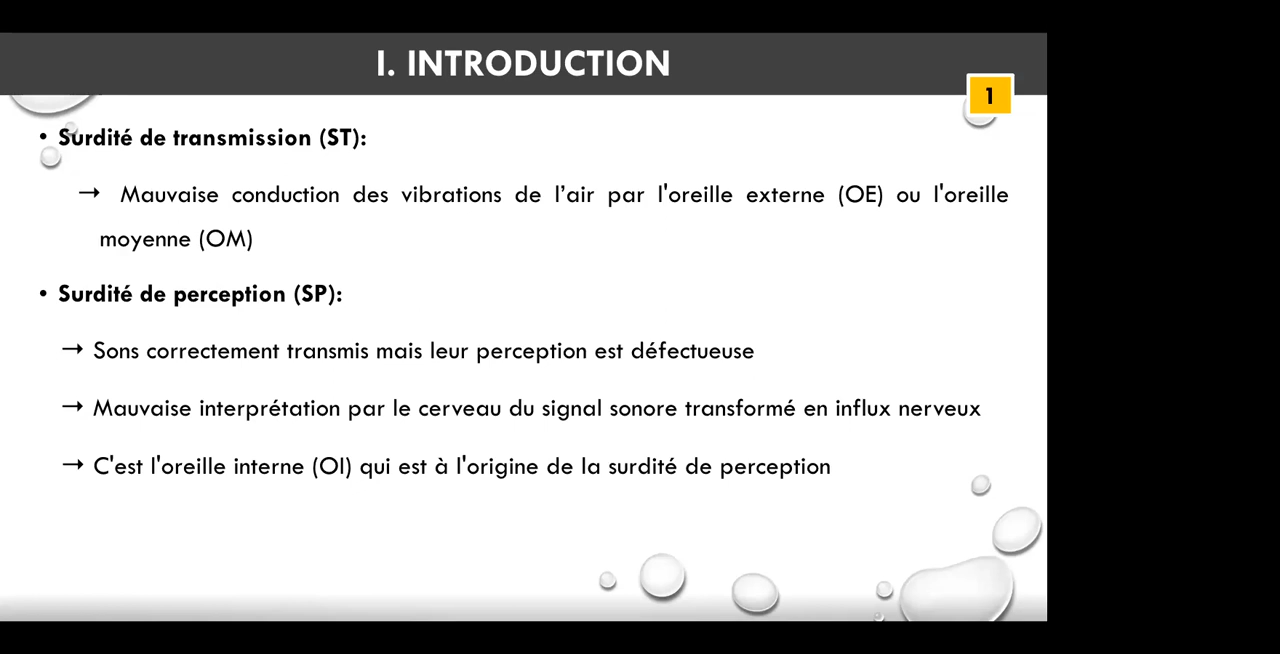 I. INTRODUCTION
1
• Surdité de transmission (ST):
→ Mauvaise conduction des vibrations de l’air par l'oreille externe (OE) ou l'oreille
moyenne (OM)
• Surdité de perception (SP):
→ Sons correctement transmis mais leur perception est défectueuse
→ Mauvaise interprétation par le cerveau du signal sonore transformé en influx nerveux
→ C'est l'oreille interne (OI) qui est à l'origine de la surdité de perception